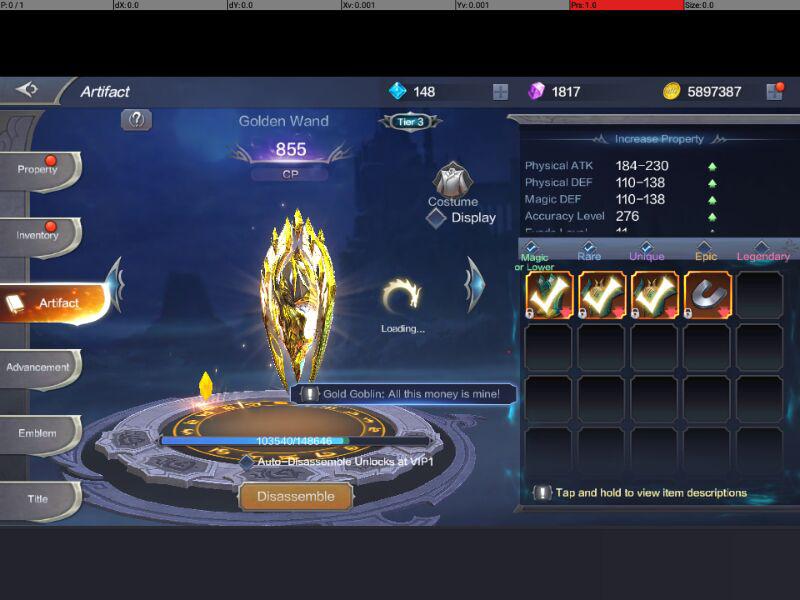 P: 0 / 1
dX: 0.0
dY: 0.0
Xv: 0.001
Yv: 0.001
Prs: 1.0
Size: 0.0
Artifact
148
1817
5897387
Golden Wand
Tier 3
855
CP
Costume
Display
Increase Property
Physical ATK 184-230
Physical DEF 110-138
Magic DEF 110-138
Accuracy Level 276
Property
Inventory
Artifact
Advancement
Emblem
Title
Magic or Lower
Rare
Unique
Epic
Legendary
Loading...
Gold Goblin: All this money is mine!
103540/148646
Auto-Disassemble Unlocks at VIP1
Disassemble
Tap and hold to view item descriptions